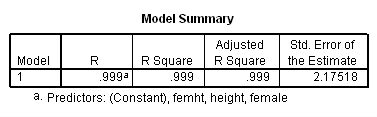 Model Summary
Model R R Square Adjusted R Square Std. Error of the Estimate
1 .999a .999 .999 2.17518
a. Predictors: (Constant), femht, height, female